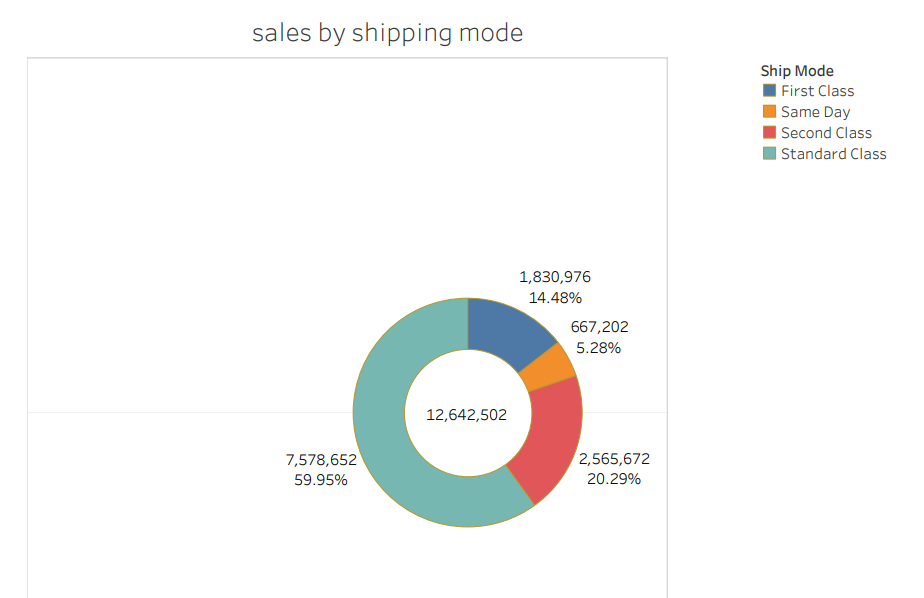 sales by shipping mode
Ship Mode
First Class
Same Day
Second Class
Standard Class
1,830,976
14.48%
667,202
5.28%
12,642,502
7,578,652
59.95%
2,565,672
20.29%